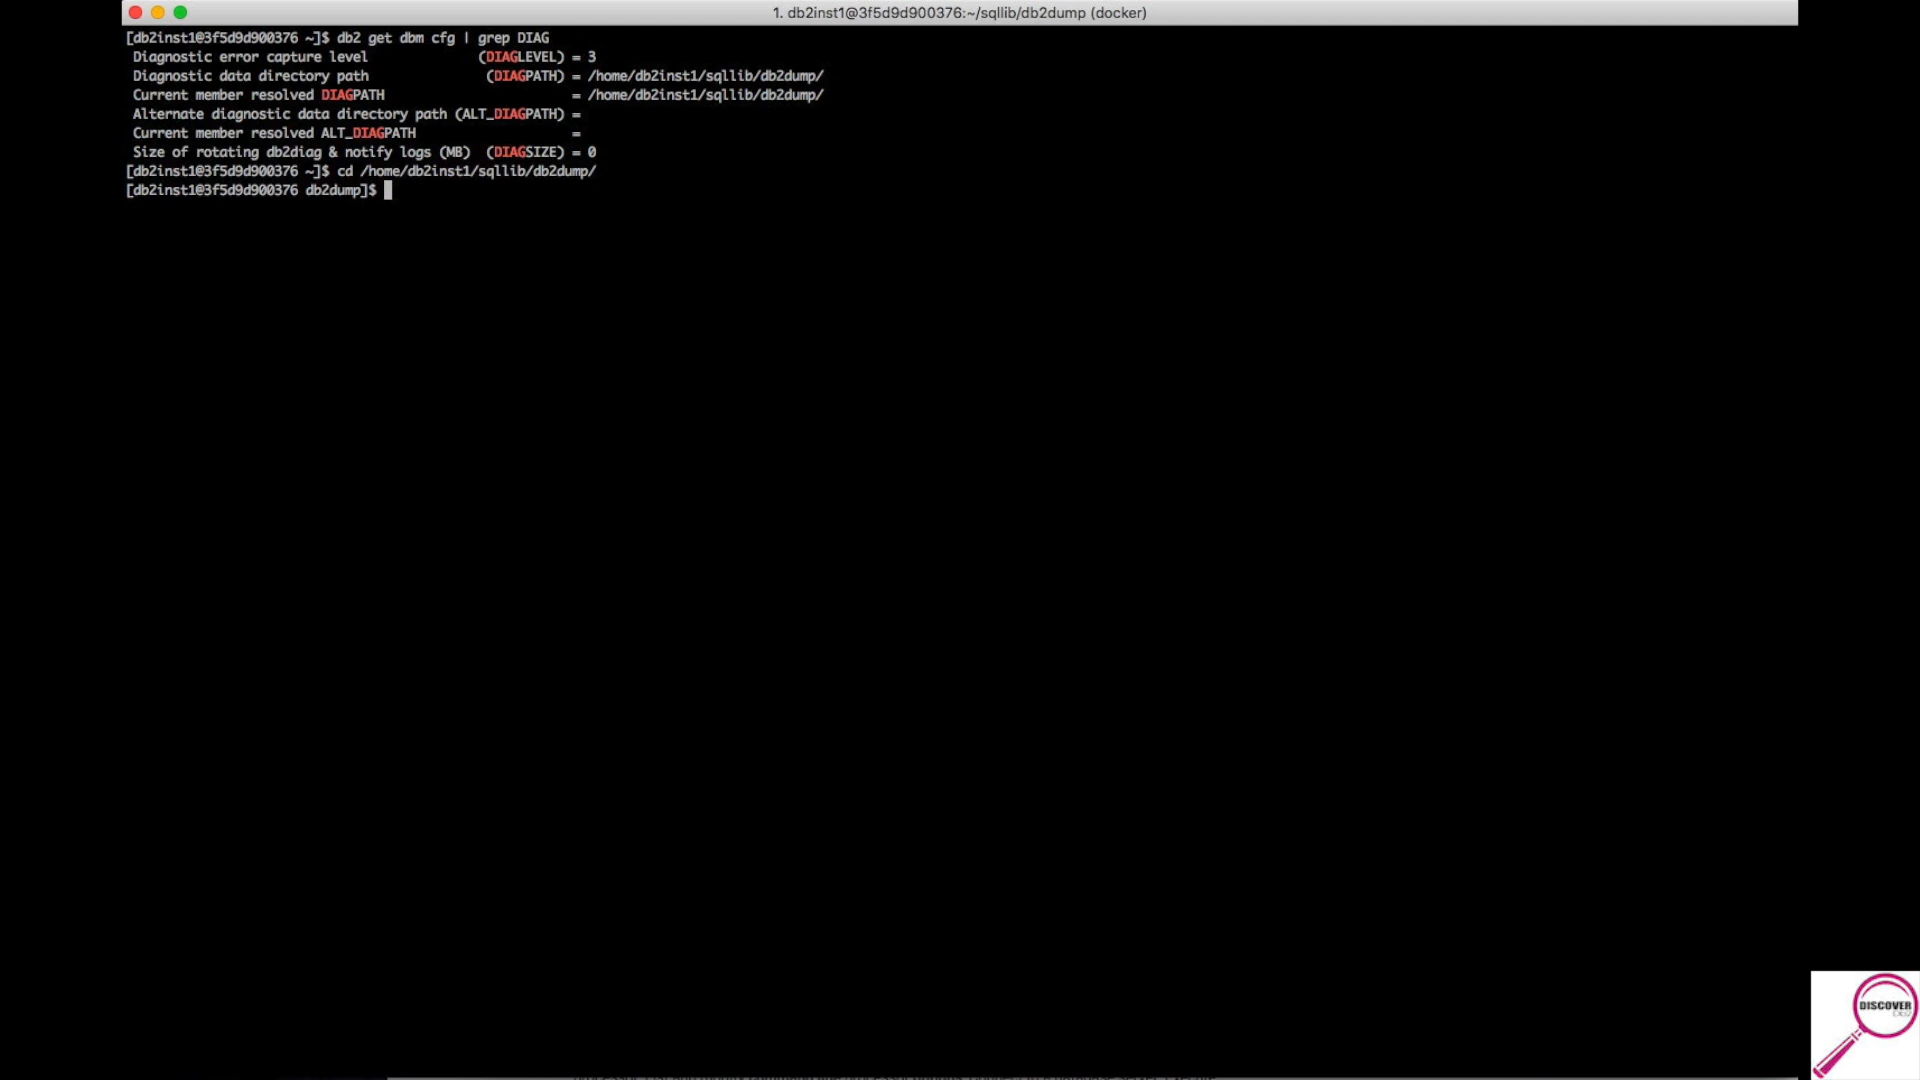 1. db2inst1@3f5d9d900376:~/sqllib/db2dump (docker)
[db2inst1@3f5d9d900376 ~]$ db2 get dbm cfg | grep DIAG
Diagnostic error capture level (DIAGLEVEL) = 3
Diagnostic data directory path (DIAGPATH) = /home/db2inst1/sqllib/db2dump/
Current member resolved DIAGPATH = /home/db2inst1/sqllib/db2dump/
Alternate diagnostic data directory path (ALT_DIAGPATH) =
Current member resolved ALT_DIAGPATH =
Size of rotating db2diag & notify logs (MB) (DIAGSIZE) = 0
[db2inst1@3f5d9d900376 ~]$ cd /home/db2inst1/sqllib/db2dump/
[db2inst1@3f5d9d900376 db2dump]$
DISCOVER
Db2